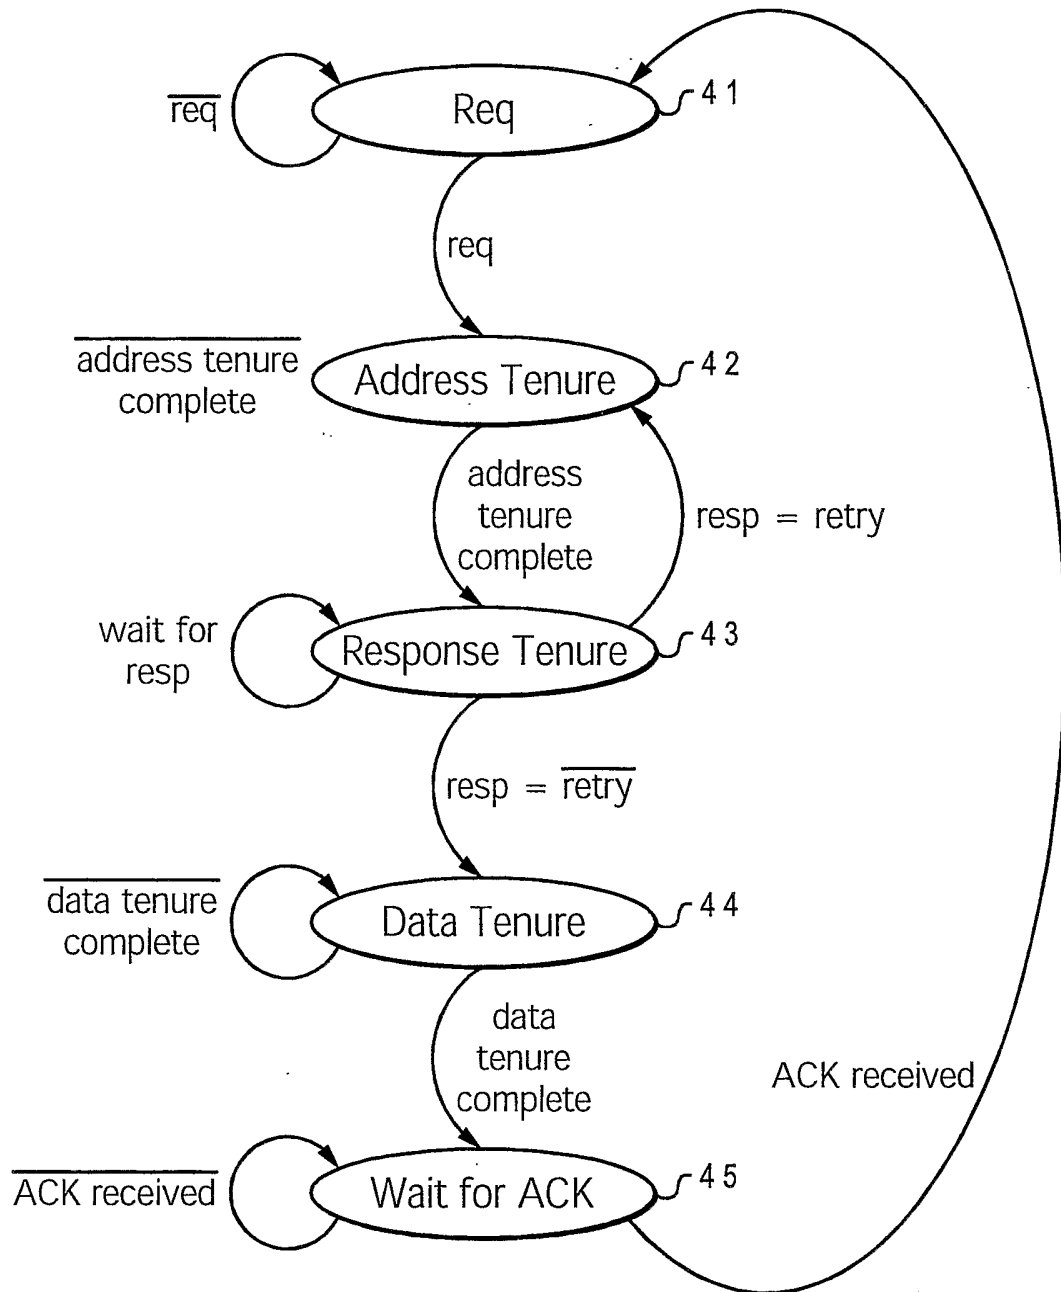 req
Req
41
req
address tenure
complete
Address Tenure
42
address
tenure
complete
resp = retry
wait for
resp
Response Tenure
43
resp = retry
data tenure
complete
Data Tenure
44
data
tenure
complete
ACK received
ACK received
Wait for ACK
45